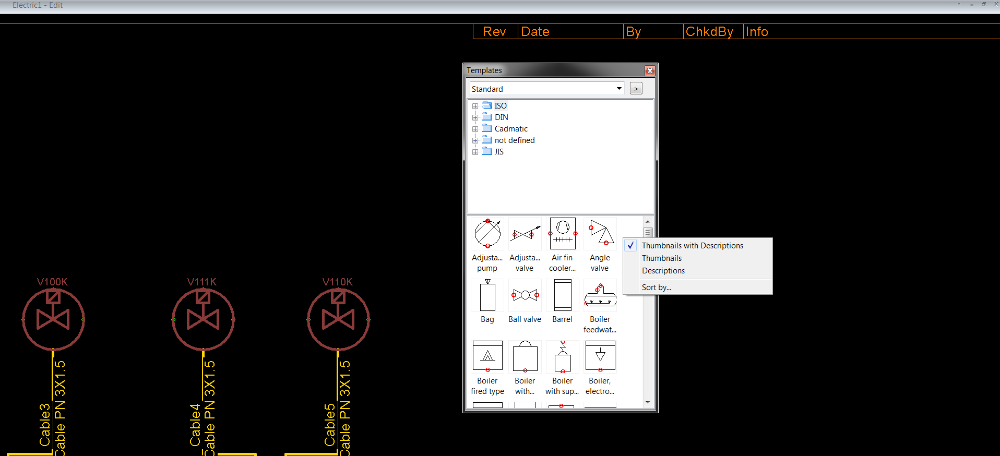 Electric1 - Edit
Rev Date By ChkdBy Info
Templates
Standard
>
ISO
DIN
Cadmatic
not defined
JIS
Adjusta...
pump
Adjusta...
valve
Air fin
cooler...
Angle
valve
Thumbnails with Descriptions
Thumbnails
Descriptions
Sort by...
Bag
Ball valve
Barrel
Boiler
feedwat...
Boiler
fired type
Boiler
with...
Boiler
with sup...
Boiler,
electro...
V100K
V111K
V110K
Cable3
Cable PN 3X1.5
Cable4
Cable PN 3X1.5
Cable5
Cable PN 3X1.5